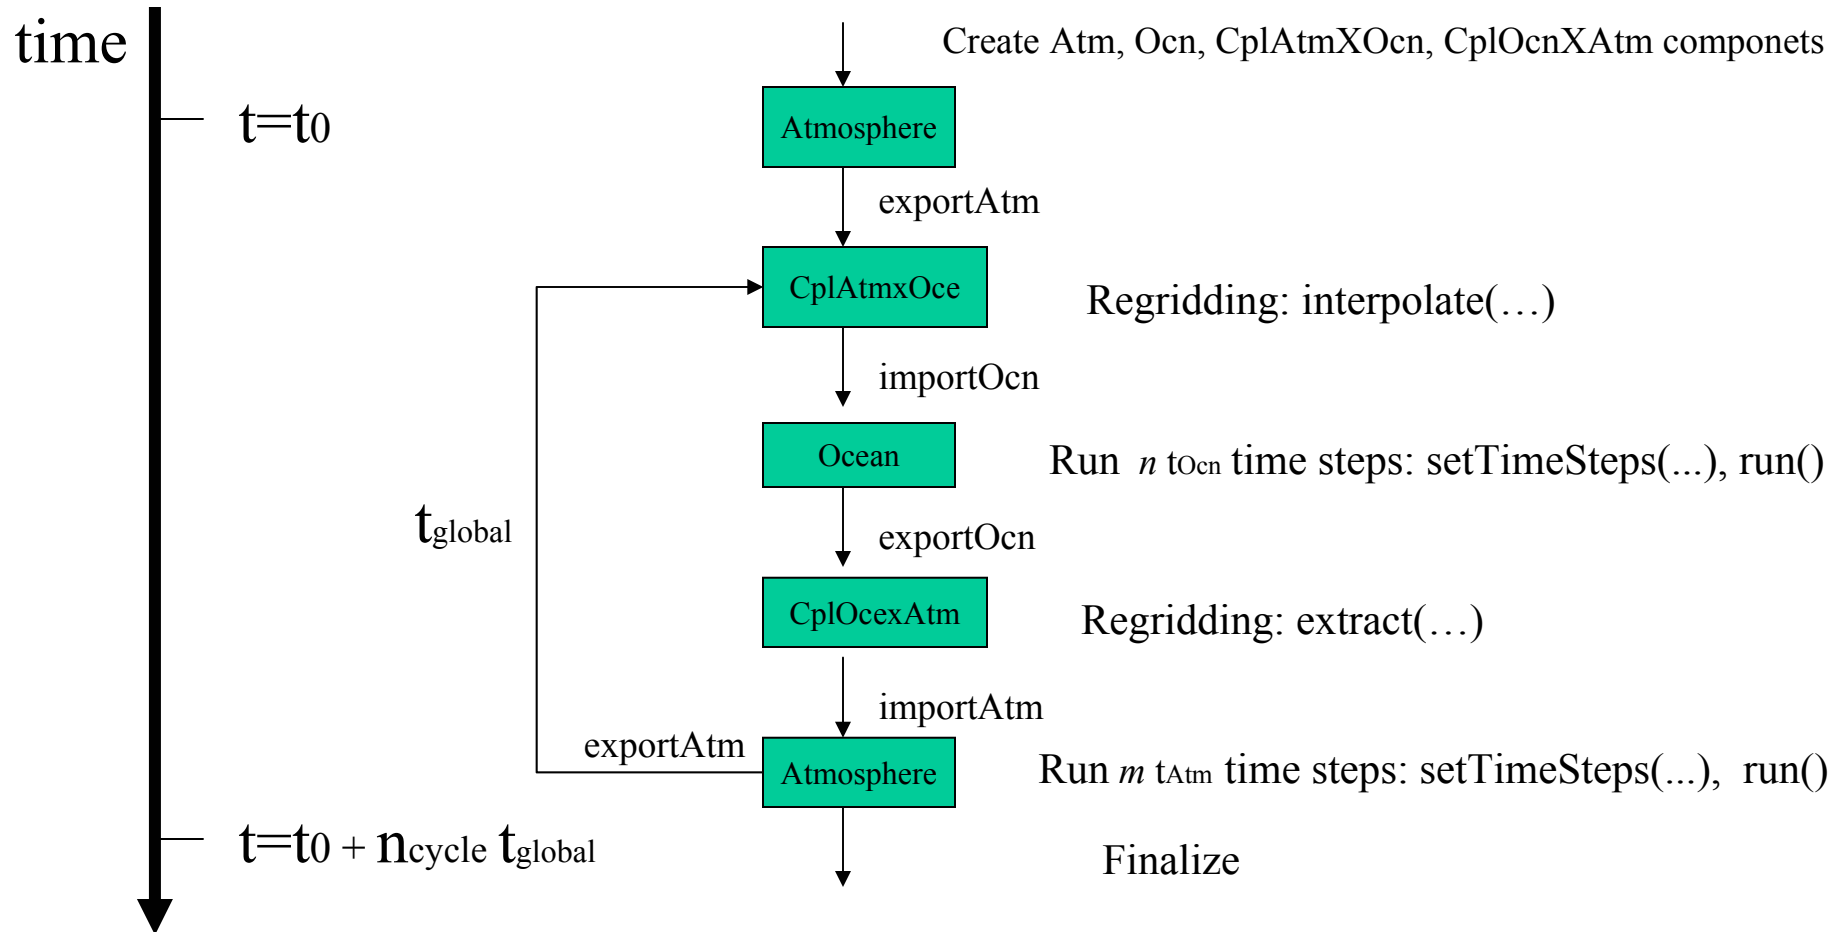 time
Create Atm, Ocn, CplAtmXOcn, CplOcnXAtm componets
t=t0
Atmosphere
exportAtm
CplAtmxOce
Regridding: interpolate(…)
importOcn
Ocean
Run n tOcn time steps: setTimeSteps(...), run()
tglobal
exportOcn
CplOcexAtm
Regridding: extract(…)
importAtm
exportAtm
Atmosphere
Run m tAtm time steps: setTimeSteps(...), run()
t=t0 + ncycle tglobal
Finalize